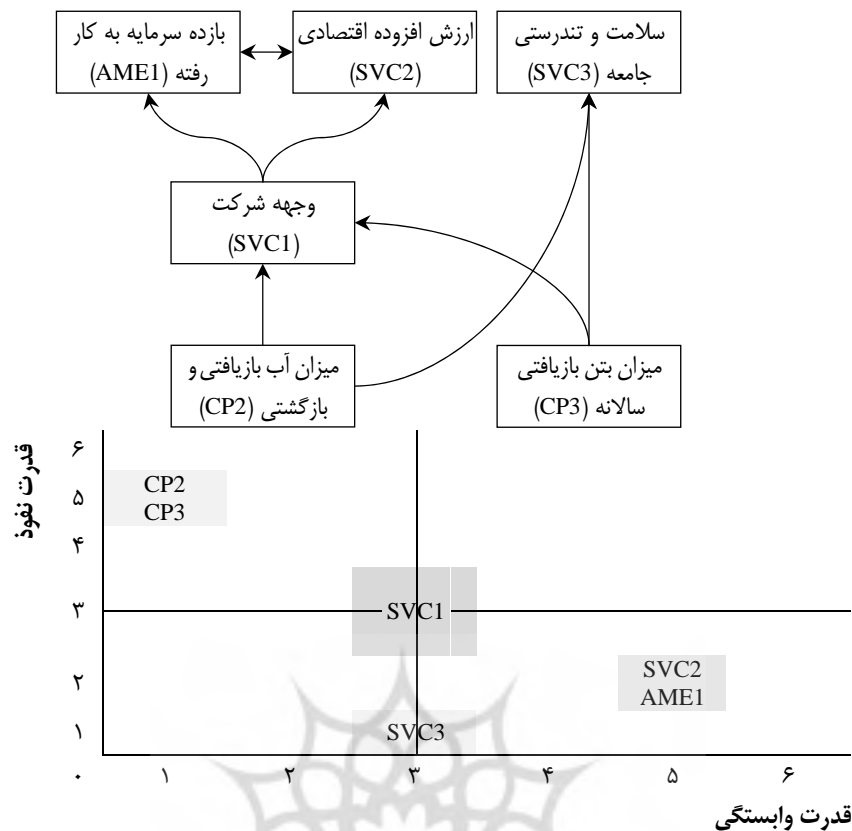 بازده سرمایه به کار
رفته (AME1)
ارزش افزوده اقتصادی
(SVC2)
سلامت و تندرستی
جامعه (SVC3)
وجهه شرکت
(SVC1)
میزان آب بازیافتی و
بازگشتی (CP2)
میزان بتن بازیافتی
سالانه (CP3)
قدرت نفوذ
۶
۵
۴
۳
۲
۱
۰
CP2
CP3
SVC1
SVC2
AME1
SVC3
۱
۲
۳
۴
۵
۶
قدرت وابستگی